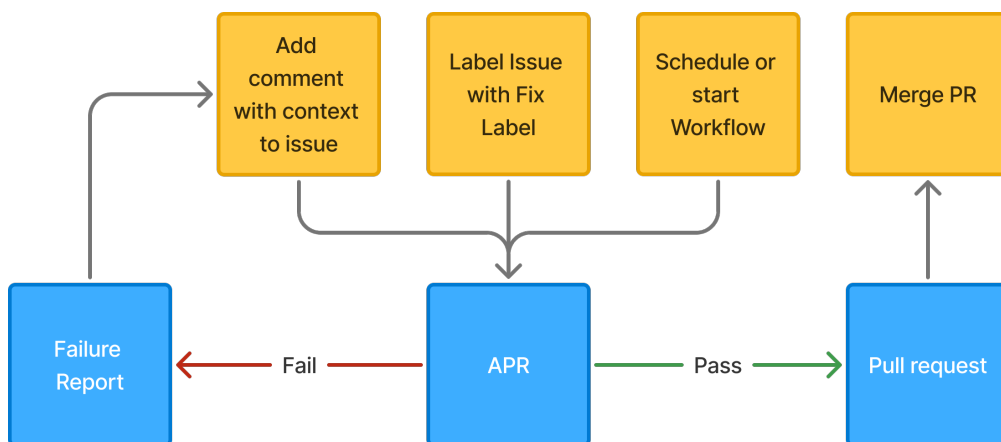 Add
comment
with context
to issue
Label Issue
with Fix
Label
Schedule or
start
Workflow
Merge PR
Failure
Report
Fail
APR
Pass
Pull request